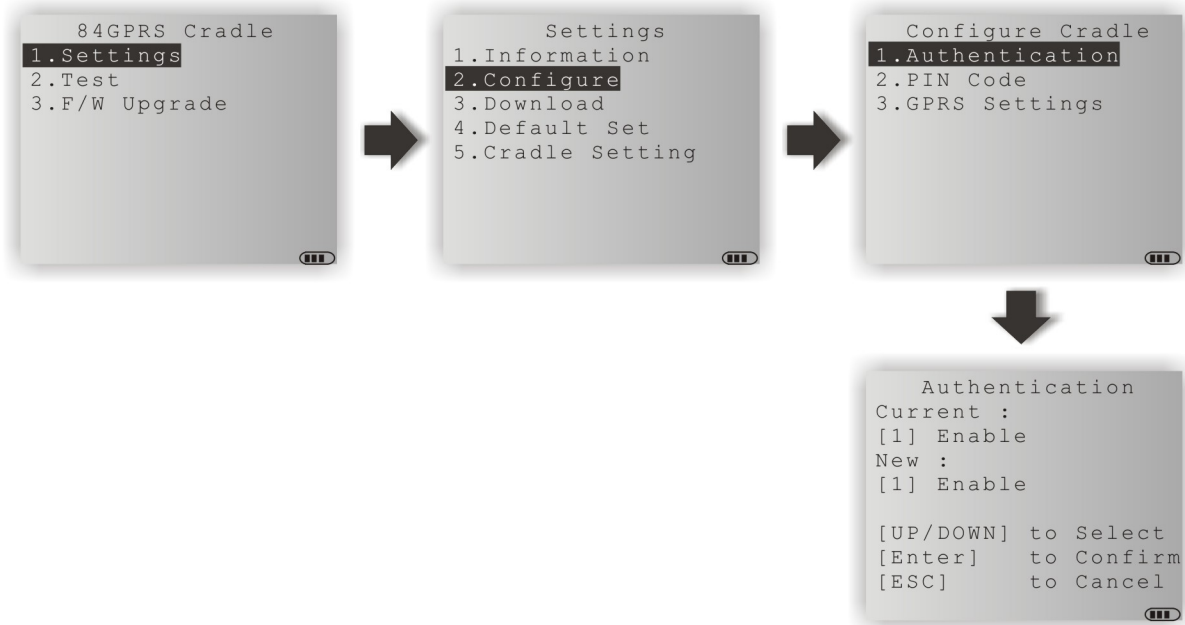 84GPRS Cradle
1.Settings
2.Test
3.F/W Upgrade
Settings
1.Information
2.Configure
3.Download
4.Default Set
5.Cradle Setting
Configure Cradle
1.Authentication
2.PIN Code
3.GPRS Settings
Authentication
Current :
[1] Enable
New :
[1] Enable
[UP/DOWN] to Select
[Enter] to Confirm
[ESC] to Cancel